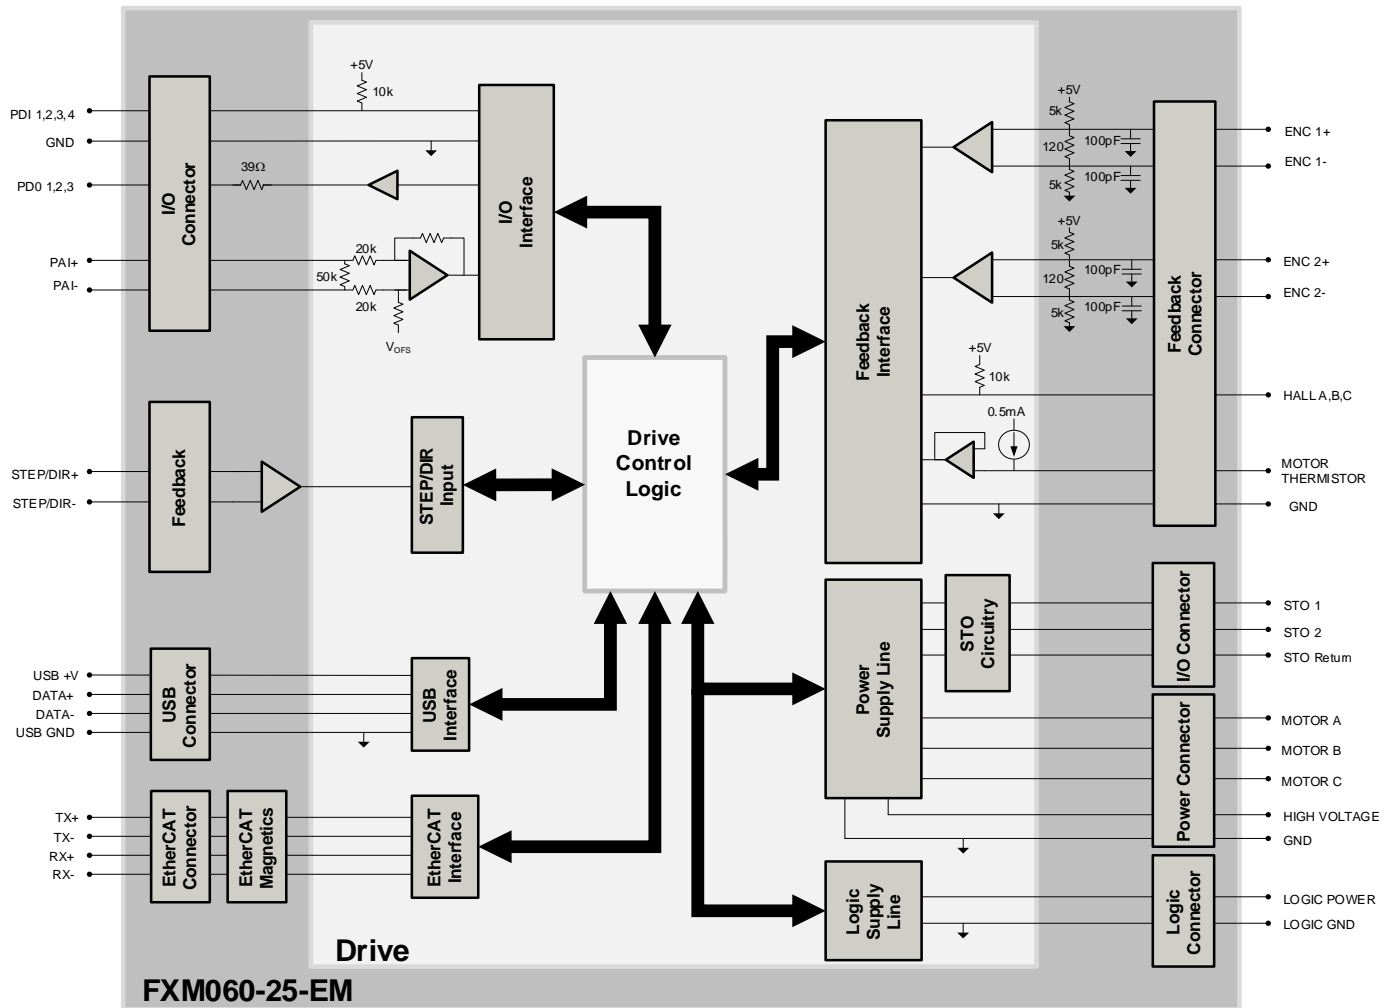 PDI 1,2,3,4
GND
PD0 1,2,3
PAI+
PAI-
I/O
Connector
+5V
10k
39Ω
20k
50k
20k
VOFS
I/O
Interface
STEP/DIR+
STEP/DIR-
Feedback
STEP/DIR
Input
USB +V
DATA+
DATA-
USB GND
USB
Connector
USB
Interface
TX+
TX-
RX+
RX-
EtherCAT
Connector
EtherCAT
Magnetics
EtherCAT
Interface
Drive
Control
Logic
Feedback
Interface
+5V
5k
120
5k
100pF
100pF
+5V
5k
120
5k
100pF
100pF
+5V
10k
0.5mA
Feedback
Connector
ENC 1+
ENC 1-
ENC 2+
ENC 2-
HALL A,B,C
MOTOR
THERMISTOR
GND
Power
Supply Line
STO
Circuitry
I/O Connector
STO 1
STO 2
STO Return
Power Connector
MOTOR A
MOTOR B
MOTOR C
HIGH VOLTAGE
GND
Logic
Supply
Line
Logic
Connector
LOGIC POWER
LOGIC GND
Drive
FXM060-25-EM